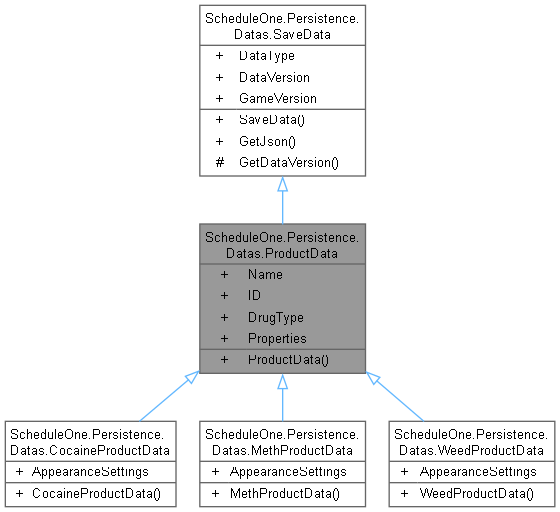 ScheduleOne.Persistence.
Datas.SaveData
+ DataType
+ DataVersion
+ GameVersion
+ SaveData()
+ GetJson()
# GetDataVersion()
ScheduleOne.Persistence.
Datas.ProductData
+ Name
+ ID
+ DrugType
+ Properties
+ ProductData()
ScheduleOne.Persistence.
Datas.CocaineProductData
+ AppearanceSettings
+ CocaineProductData()
ScheduleOne.Persistence.
Datas.MethProductData
+ AppearanceSettings
+ MethProductData()
ScheduleOne.Persistence.
Datas.WeedProductData
+ AppearanceSettings
+ WeedProductData()